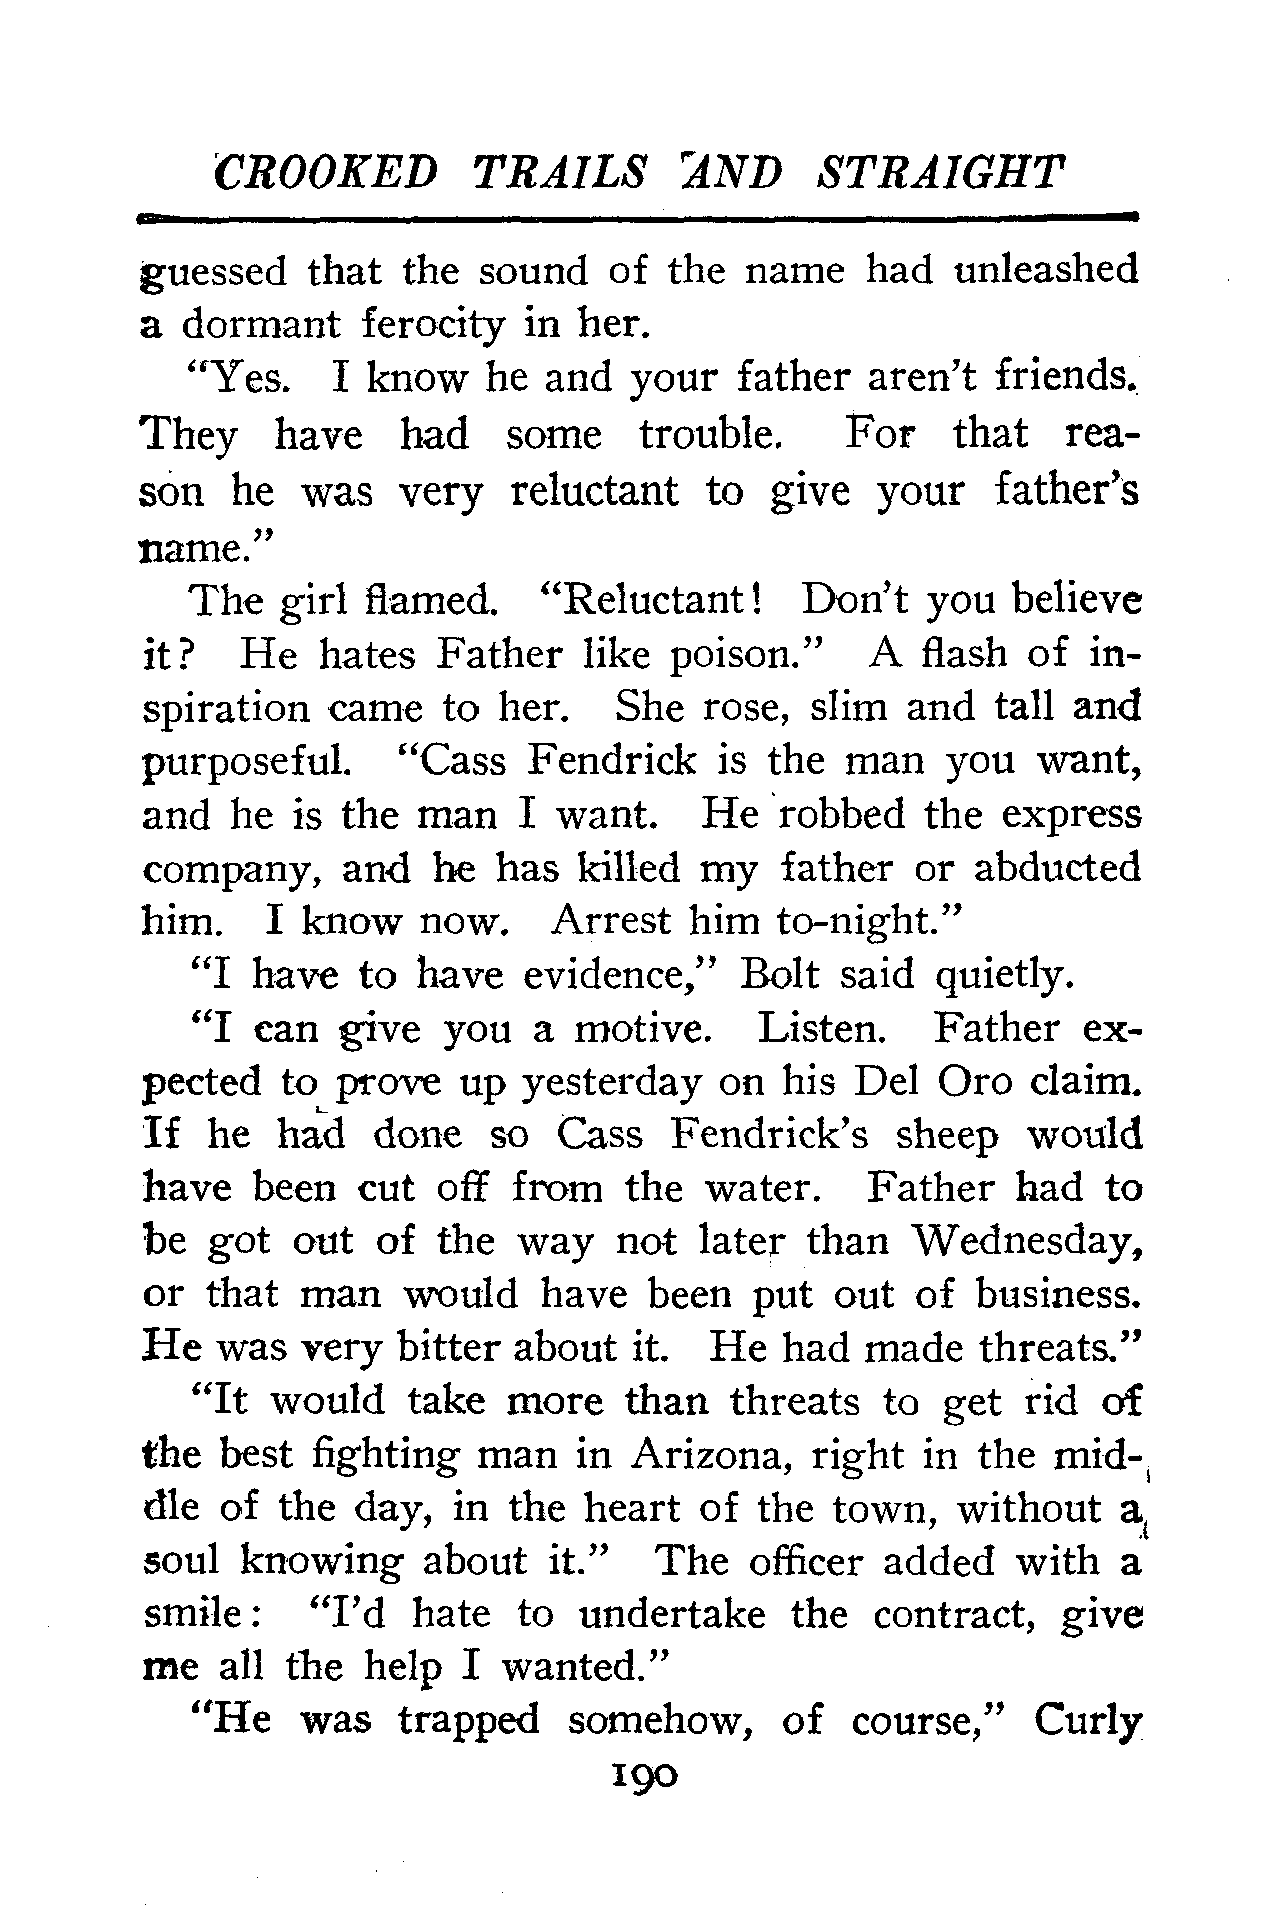 CROOKED TRAILS AND STRAIGHT
guessed that the sound of the name had unleashed
a dormant ferocity in her.
“Yes. I know he and your father aren’t friends.
They have had some trouble. For that rea-
son he was very reluctant to give your father’s
name.”
The girl flamed. “Reluctant! Don’t you believe
it? He hates Father like poison.” A flash of in-
spiration came to her. She rose, slim and tall and
purposeful. “Cass Fendrick is the man you want,
and he is the man I want. He robbed the express
company, and he has killed my father or abducted
him. I know now. Arrest him to-night.”
“I have to have evidence,” Bolt said quietly.
“I can give you a motive. Listen. Father ex-
pected to prove up yesterday on his Del Oro claim.
If he had done so Cass Fendrick’s sheep would
have been cut off from the water. Father had to
be got out of the way not later than Wednesday,
or that man would have been put out of business.
He was very bitter about it. He had made threats.”
“It would take more than threats to get rid of
the best fighting man in Arizona, right in the mid-
dle of the day, in the heart of the town, without a
soul knowing about it.” The officer added with a
smile: “I’d hate to undertake the contract, give
me all the help I wanted.”
“He was trapped somehow, of course,” Curly
190